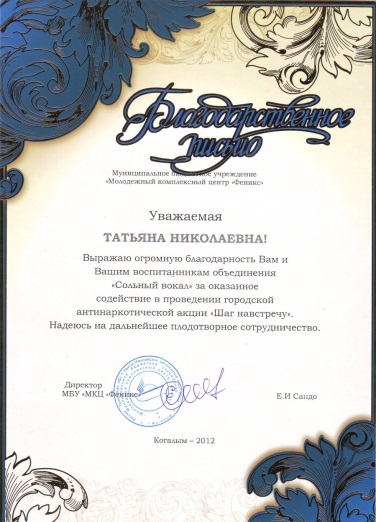 Благодарственное
письмо
Муниципальное бюджетное учреждение
«Молодежный комплексный центр «Феникс»
Уважаемая
ТАТЬЯНА НИКОЛАЕВНА!
Выражаю огромную благодарность Вам и
Вашим воспитанникам объединения
«Сольный вокал» за оказанное
содействие в проведении городской
антинаркотической акции «Шаг навстречу».
Надеюсь на дальнейшее плодотворное сотрудничество.
Директор
МБУ «МКЦ «Феникс»
Е.И Сандо
Когалым – 2012